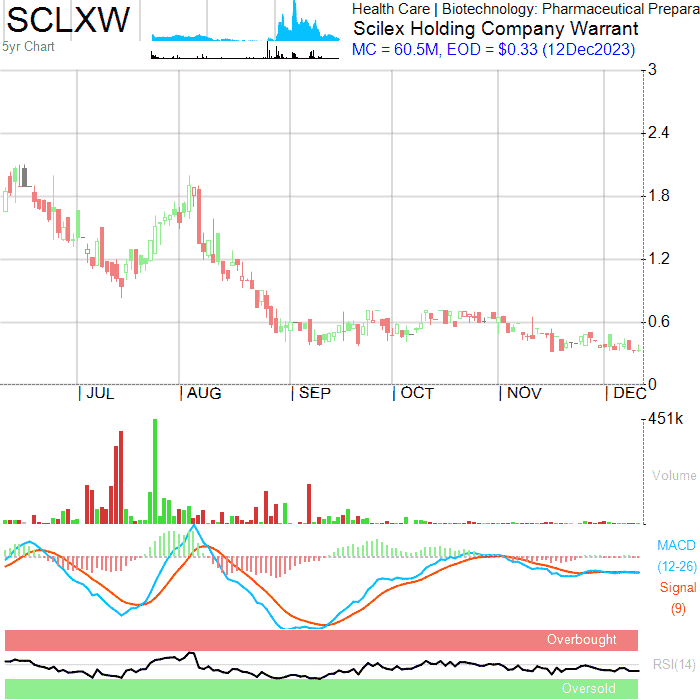 SCLXW
5yr Chart
Health Care | Biotechnology: Pharmaceutical Prepara
Scilex Holding Company Warrant
MC = 60.5M, EOD = $0.33 (12Dec2023)
3
2.4
1.8
1.2
0.6
0
| JUL | AUG | SEP | OCT | NOV | DEC
451k
Volume
MACD
(12-26)
Signal
(9)
Overbought
RSI(14)
Oversold